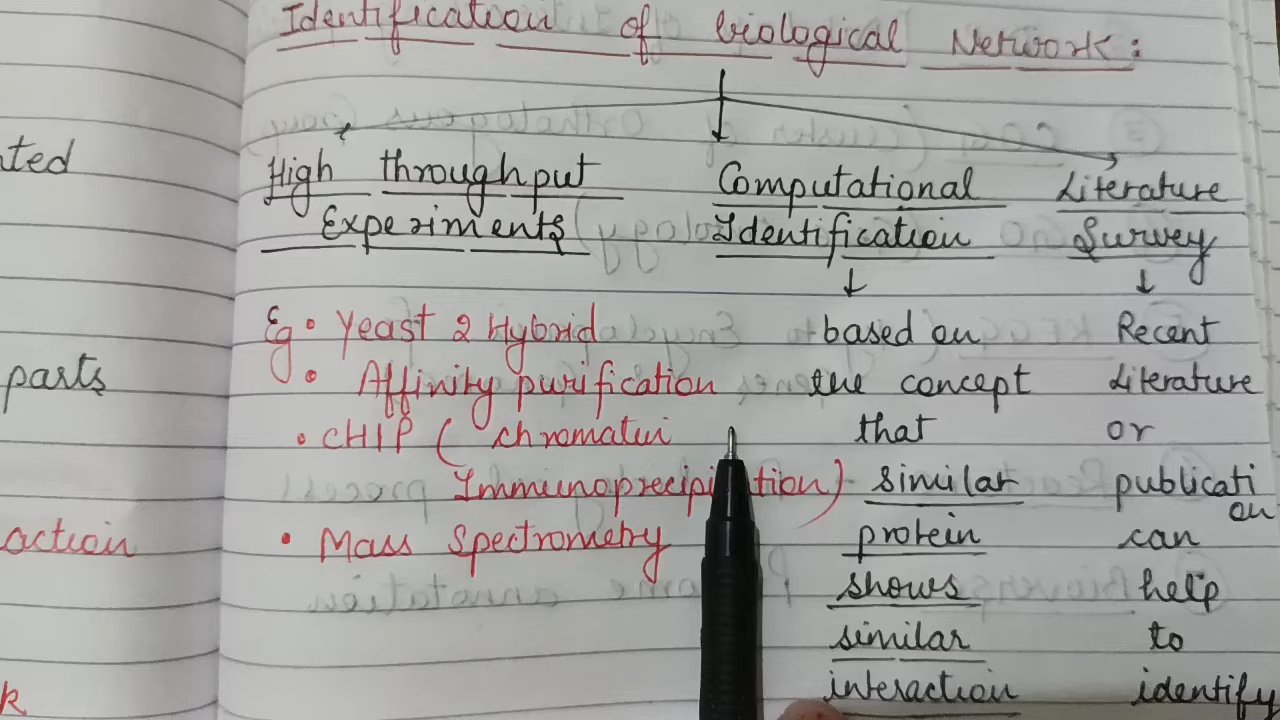 Identification of biological Network:
High throughput
Experiments
Eg • Yeast 2 Hybrid
• Affinity purification
• CHIP ( chromatin
Immunoprecipitation)
• Mass Spectrometry
Computational
Identification
↓
based on
the concept
that
similar
protein
shows
similar
interaction
Literature
Survey
↓
Recent
Literature
or
publicati
on
can
help
to
identify
ted
parts
action
k